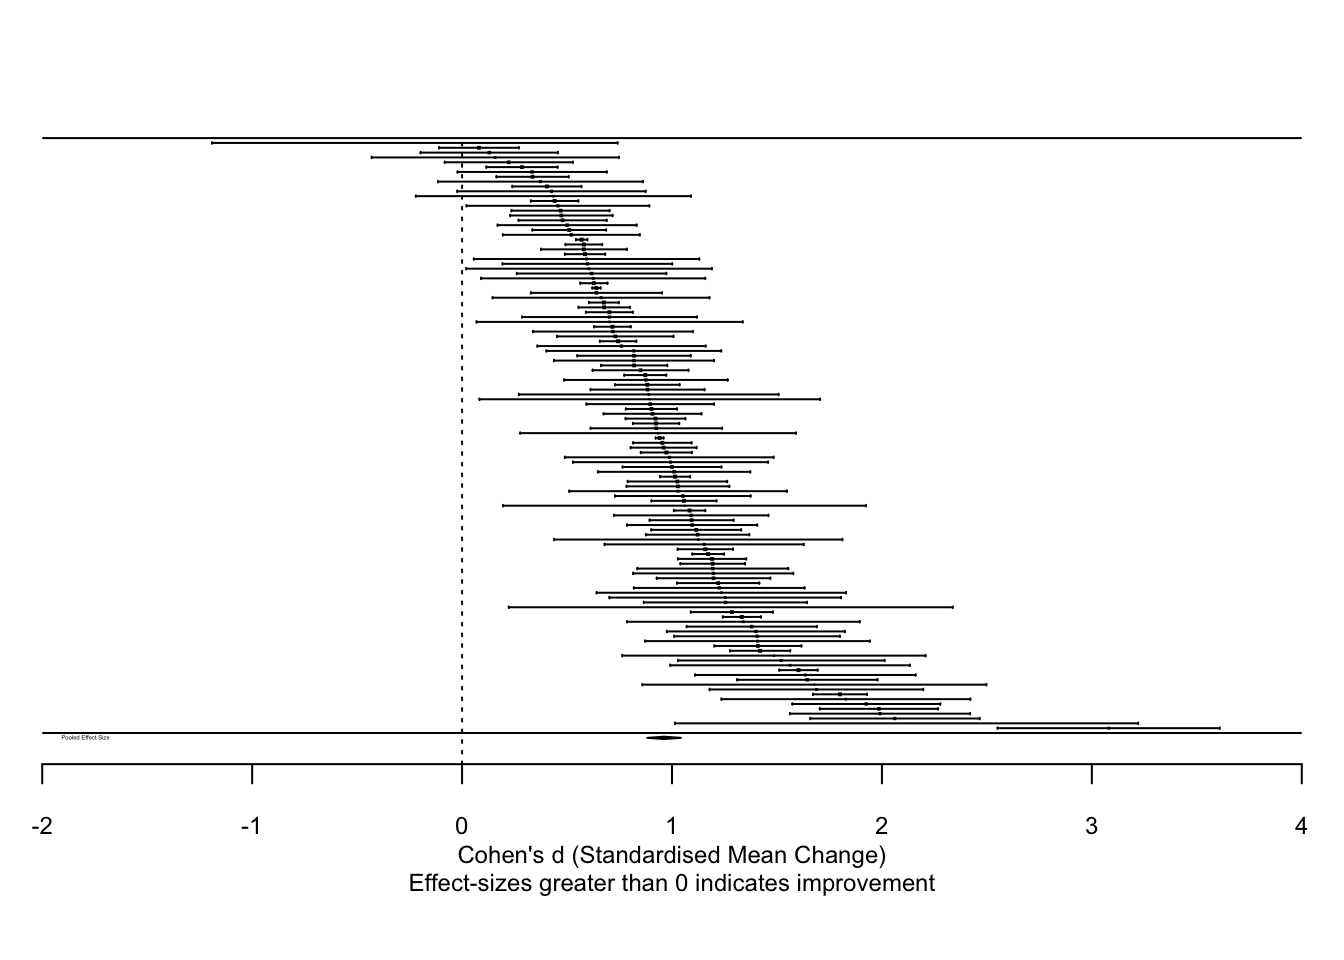 Pooled Effect Size
-2 -1 0 1 2 3 4
Cohen's d (Standardised Mean Change)
Effect-sizes greater than 0 indicates improvement